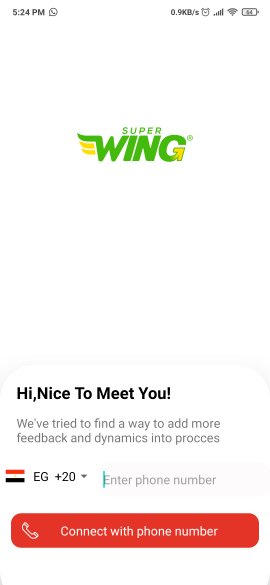 5:24 PM 0.9KB/s 64
SUPER
WING®
Hi,Nice To Meet You!
We've tried to find a way to add more
feedback and dynamics into procces
EG +20 Enter phone number
Connect with phone number